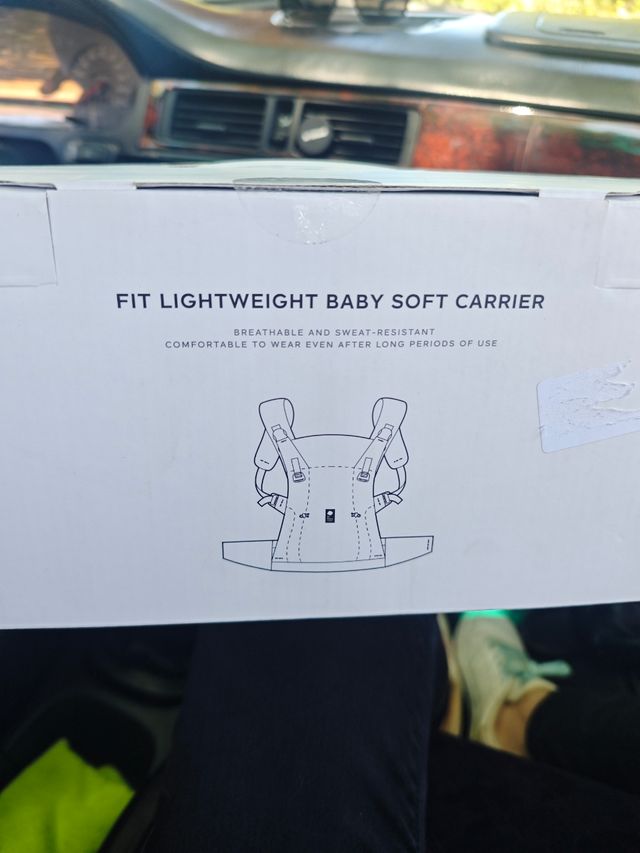 FIT LIGHTWEIGHT BABY SOFT CARRIER
BREATHABLE AND SWEAT-RESISTANT
COMFORTABLE TO WEAR EVEN AFTER LONG PERIODS OF USE